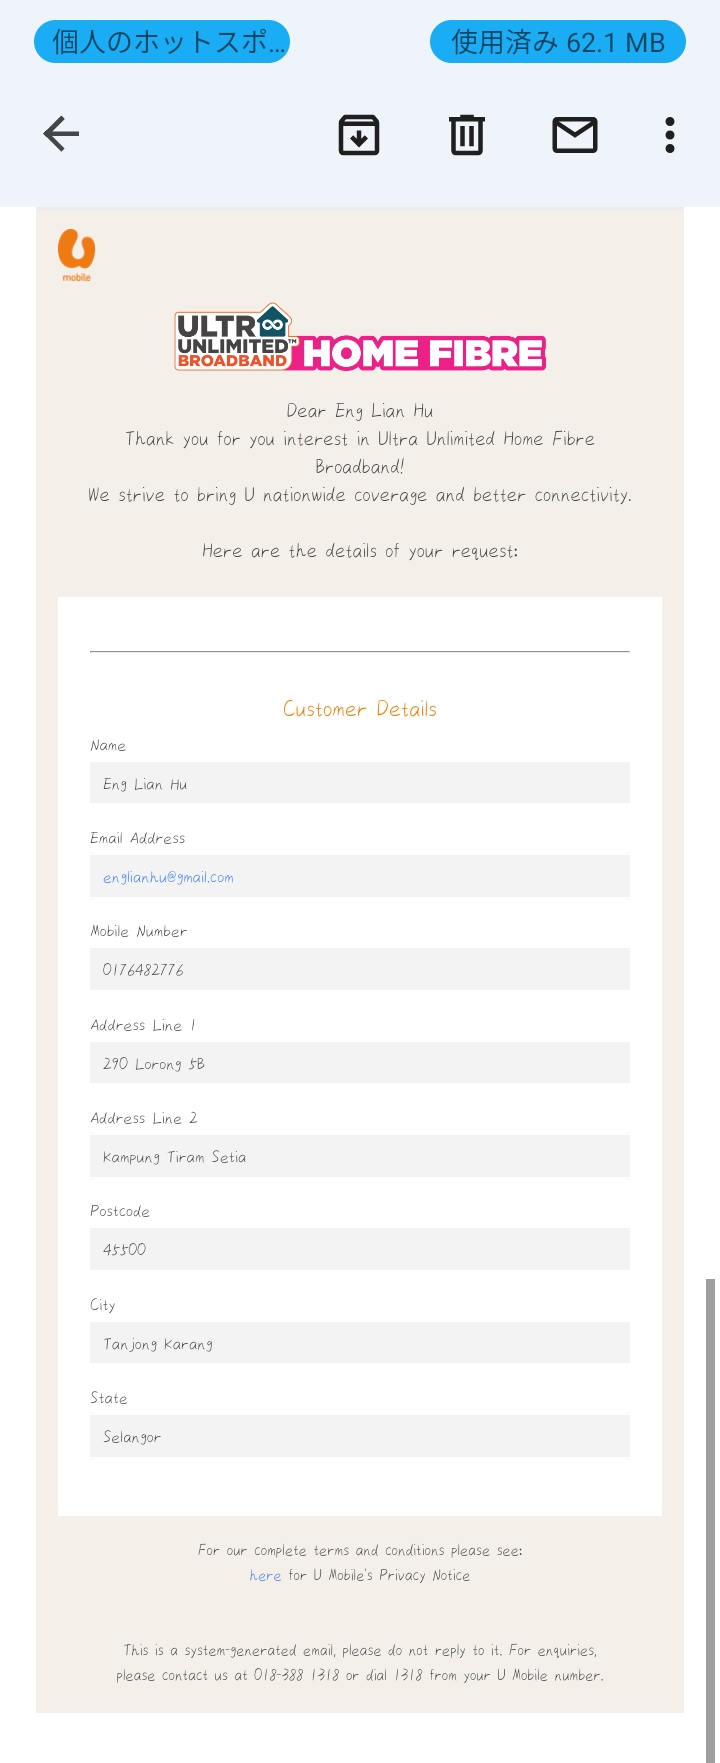 個人のホットスポ…
使用済み 62.1 MB
mobile
ULTRA
UNLIMITED™
BROADBAND
HOME FIBRE
Dear Eng Lian Hu
Thank you for you interest in Ultra Unlimited Home Fibre
Broadband!
We strive to bring U nationwide coverage and better connectivity.
Here are the details of your request:
Customer Details
Name
Eng Lian Hu
Email Address
englianhu@gmail.com
Mobile Number
0176482776
Address Line 1
290 Lorong 5B
Address Line 2
Kampung Tiram Setia
Postcode
45500
City
Tanjong Karang
State
Selangor
For our complete terms and conditions please see:
here for U Mobile's Privacy Notice
This is a system-generated email, please do not reply to it. For enquiries,
please contact us at 018-388 1318 or dial 1318 from your U Mobile number.